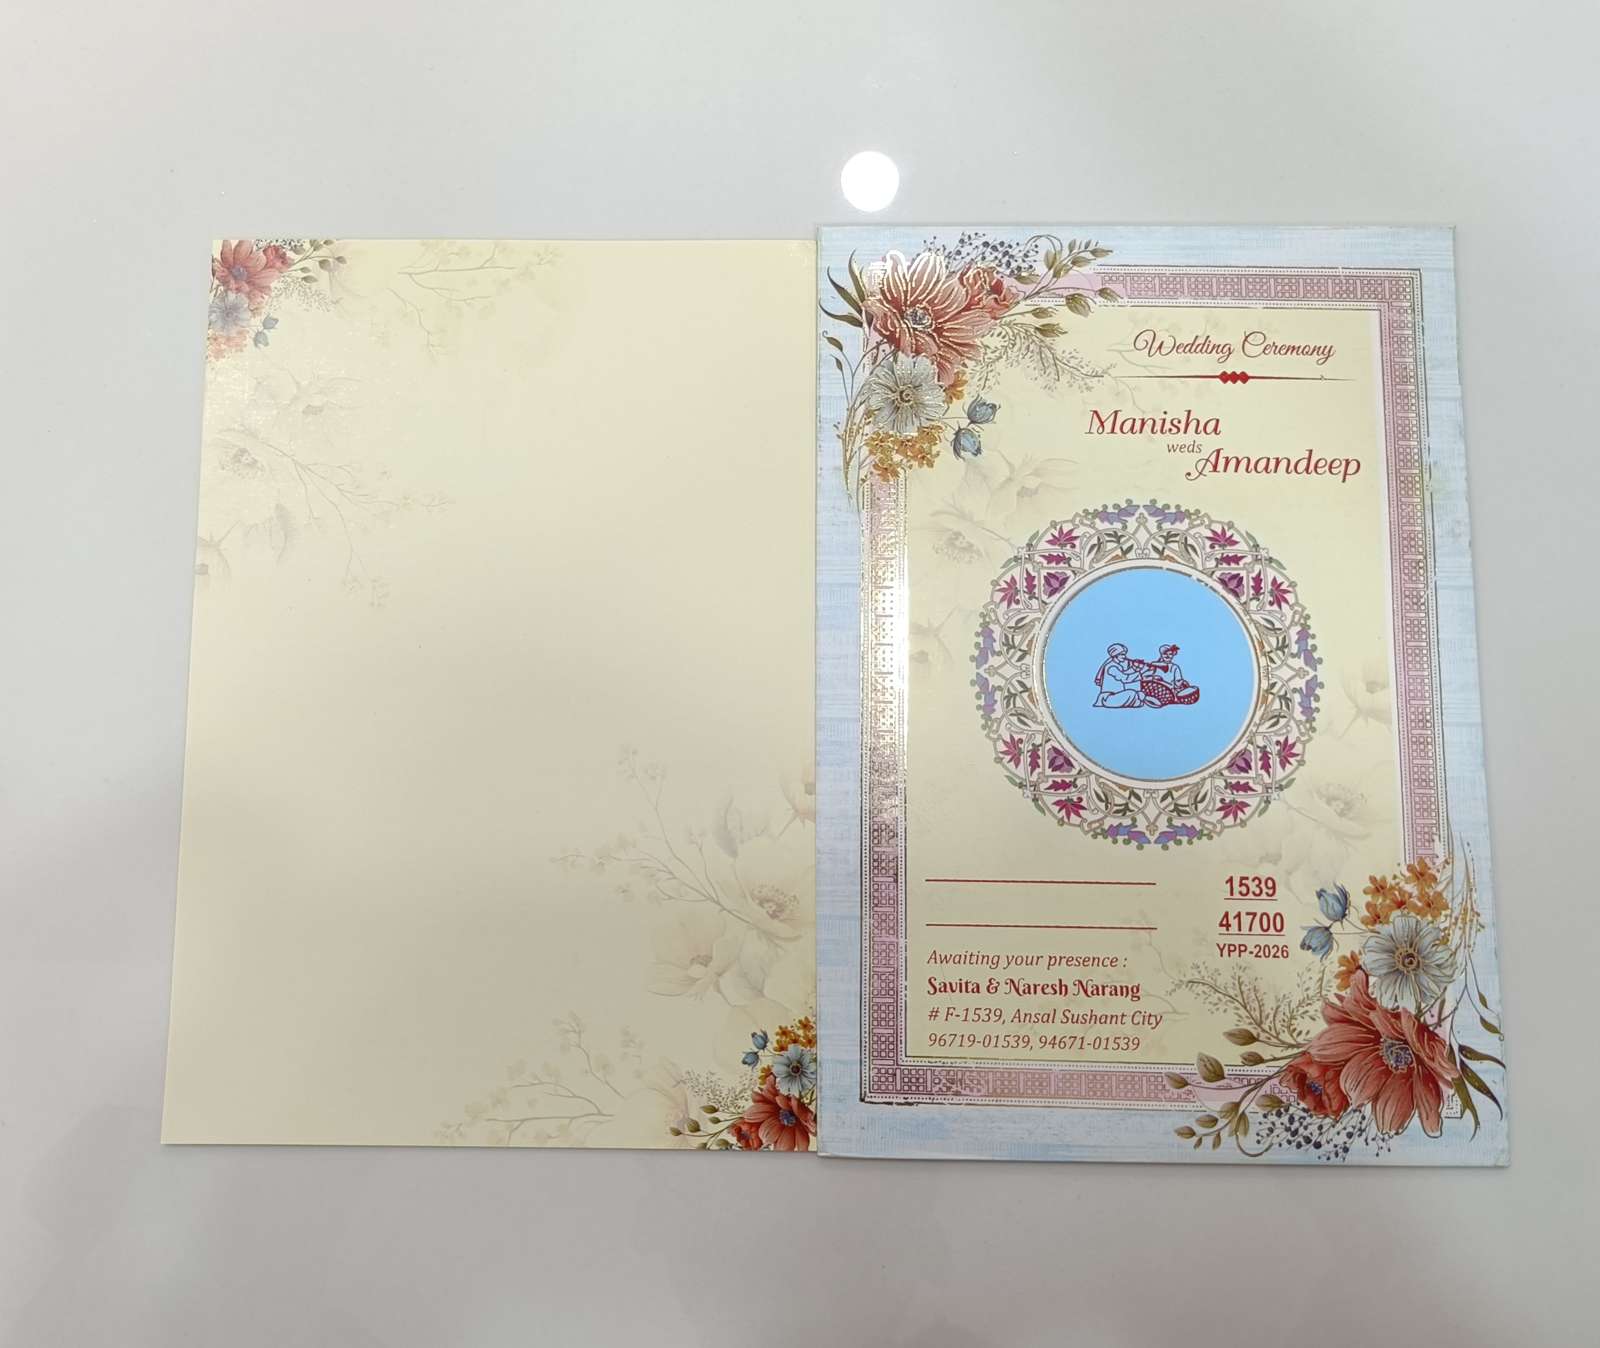 Wedding Ceremony
Manisha
weds
Amandeep
1539
41700
YPP-2026
Awaiting your presence :
Savita & Naresh Narang
# F-1539, Ansal Sushant City
96719-01539, 94671-01539